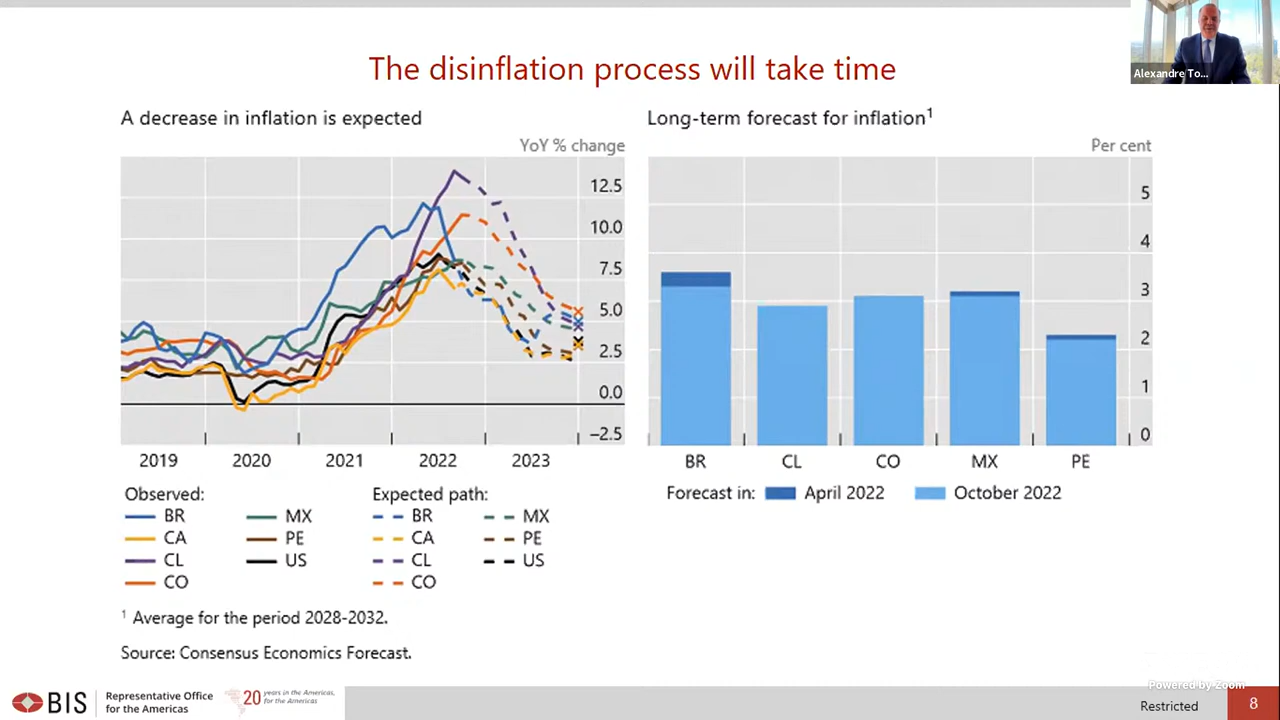 Alexandre To...
The disinflation process will take time
A decrease in inflation is expected
YoY % change
12.5
10.0
7.5
5.0
2.5
0.0
–2.5
2019 2020 2021 2022 2023
Observed:
BR MX
CA PE
CL US
CO
Expected path:
BR MX
CA PE
CL US
CO
Long-term forecast for inflation¹
Per cent
5
4
3
2
1
0
BR CL CO MX PE
Forecast in: April 2022 October 2022
¹ Average for the period 2028-2032.
Source: Consensus Economics Forecast.
BIS
Representative Office
for the Americas
20 years in the Americas,
for the Americas
Powered by Zoom
Restricted
8